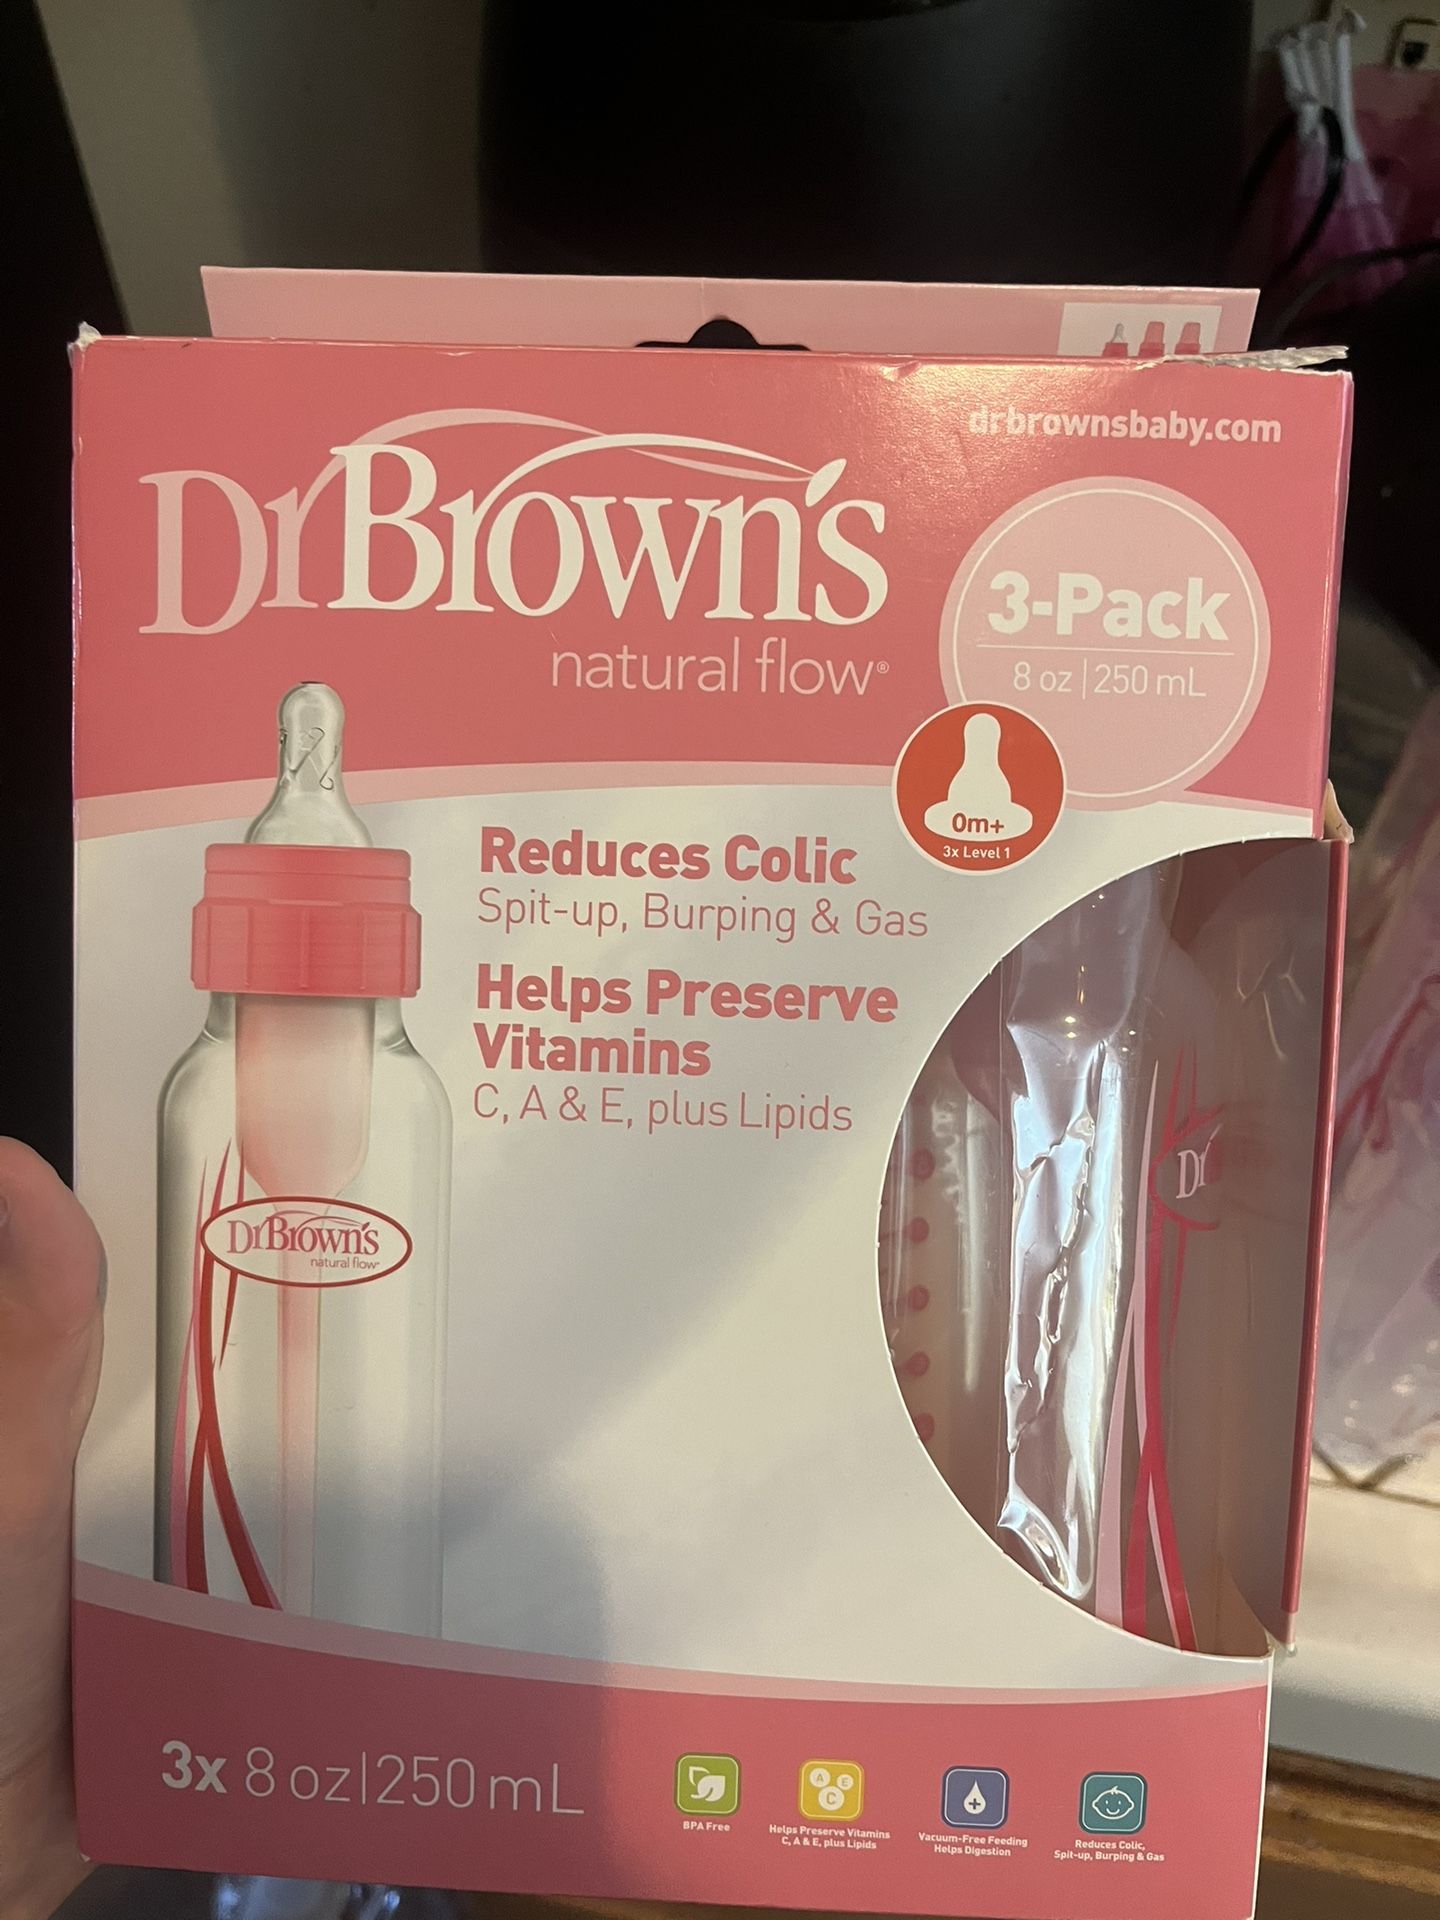 drbrownsbaby.com
DrBrown's
natural flow®
3-Pack
8 oz | 250 mL
0m+
3x Level 1
Reduces Colic
Spit-up, Burping & Gas
Helps Preserve
Vitamins
C, A & E, plus Lipids
DrBrown's
natural flow
Dr
3x 8 oz|250 mL
BPA Free
A E
C
Helps Preserve Vitamins
C, A & E, plus Lipids
Vacuum-Free Feeding
Helps Digestion
Reduces Colic,
Spit-up, Burping & Gas